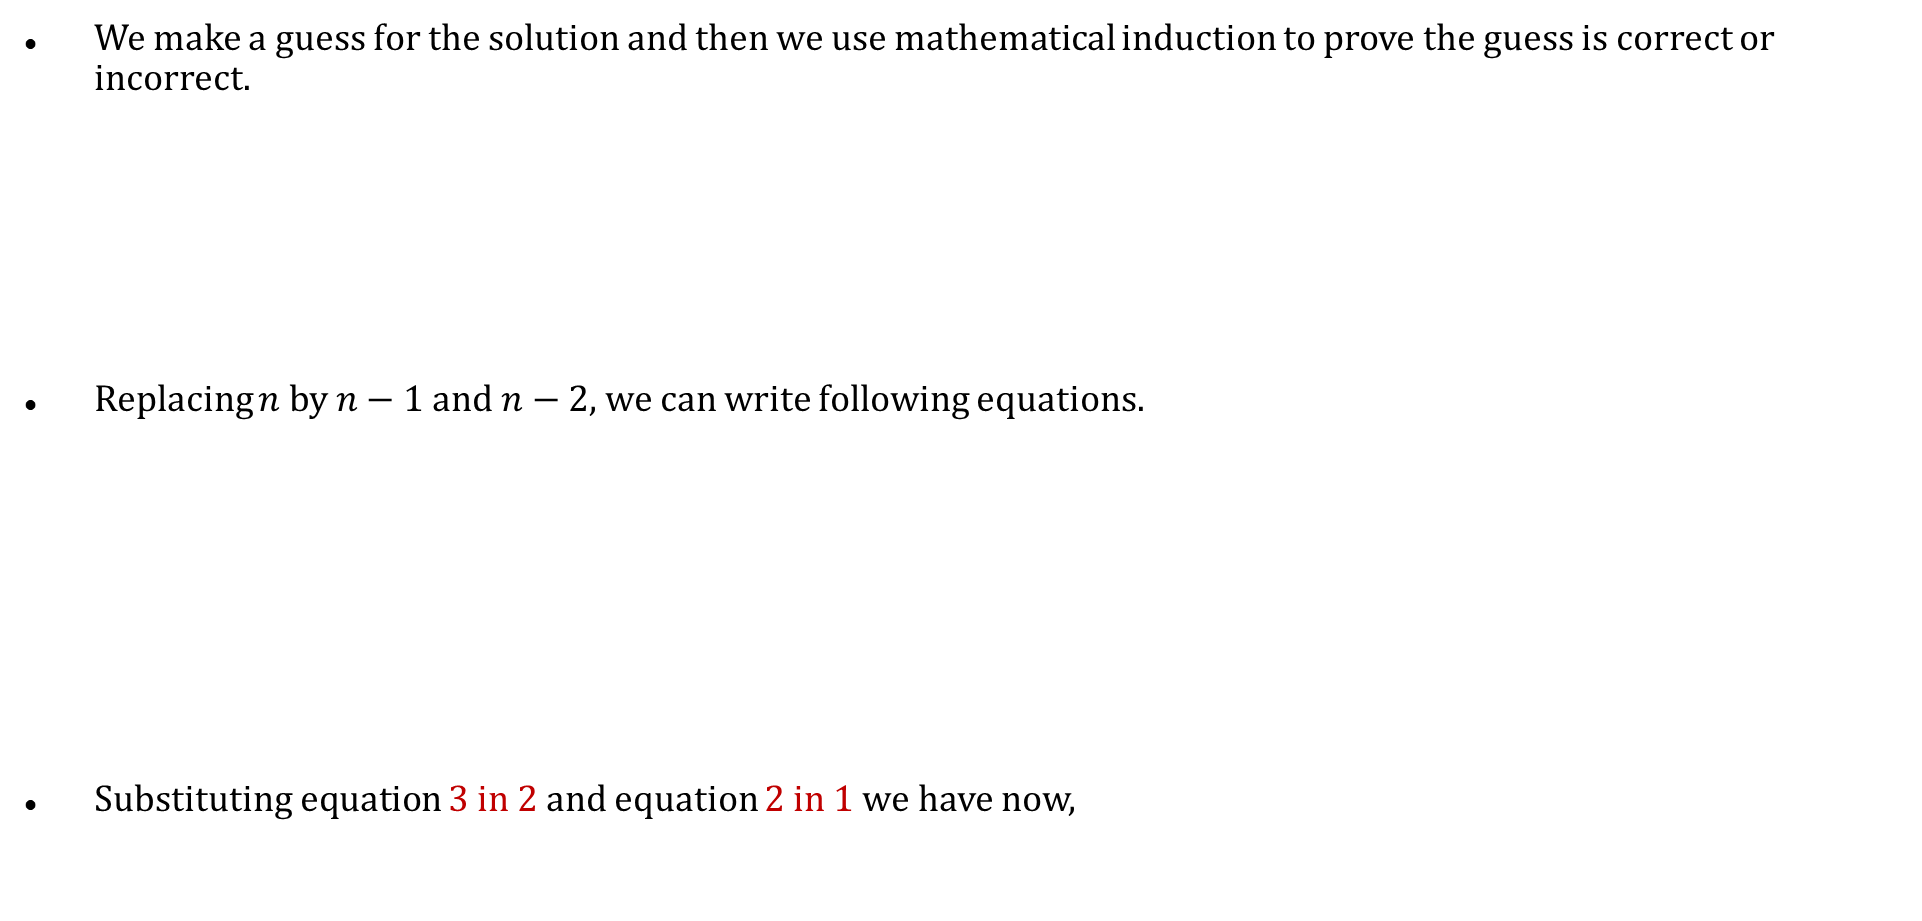 • We make a guess for the solution and then we use mathematical induction to prove the guess is correct or
incorrect.
• Replacing n by n − 1 and n − 2, we can write following equations.
• Substituting equation 3 in 2 and equation 2 in 1 we have now,